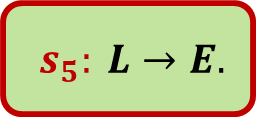 s₅: L → E.